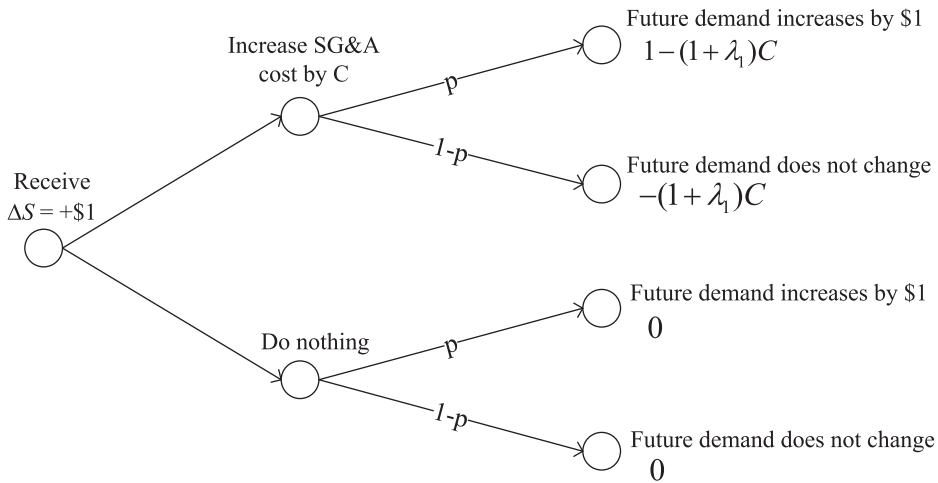 Future demand increases by $1
1−(1+λ₁)C
Increase SG&A
cost by C
p
1-p
Future demand does not change
−(1+λ₁)C
Receive
ΔS = +$1
Future demand increases by $1
0
Do nothing
p
1-p
Future demand does not change
0